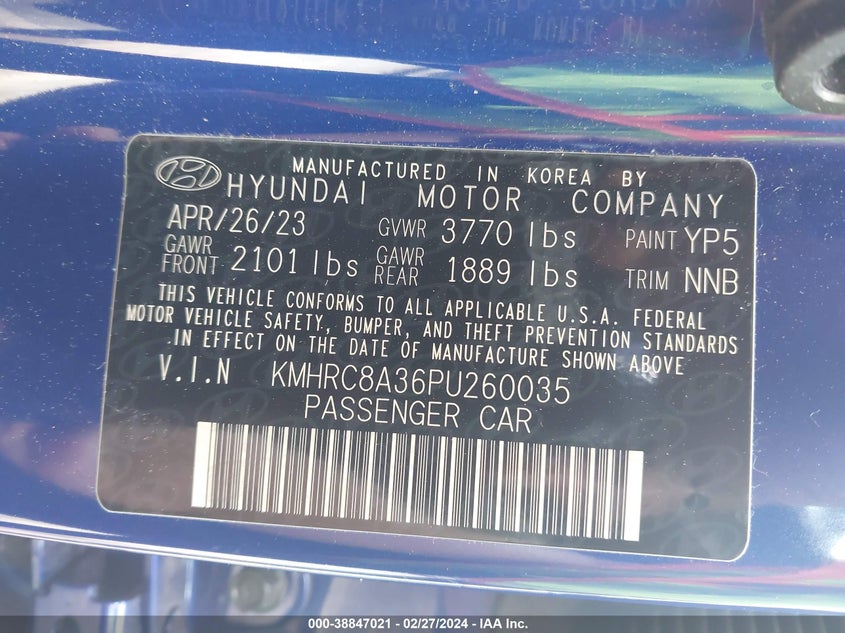 MANUFACTURED IN KOREA BY
HYUNDAI MOTOR COMPANY
APR/26/23 GVWR 3770 lbs PAINT YP5
GAWR FRONT 2101 lbs GAWR REAR 1889 lbs TRIM NNB
THIS VEHICLE CONFORMS TO ALL APPLICABLE U.S.A. FEDERAL
MOTOR VEHICLE SAFETY, BUMPER, AND THEFT PREVENTION STANDARDS
.IN EFFECT ON THE DATE OF MANUFACTURE SHOWN ABOVE
V.I.N KMHRC8A36PU260035
PASSENGER CAR
000-38847021 - 02/27/2024 - IAA Inc.